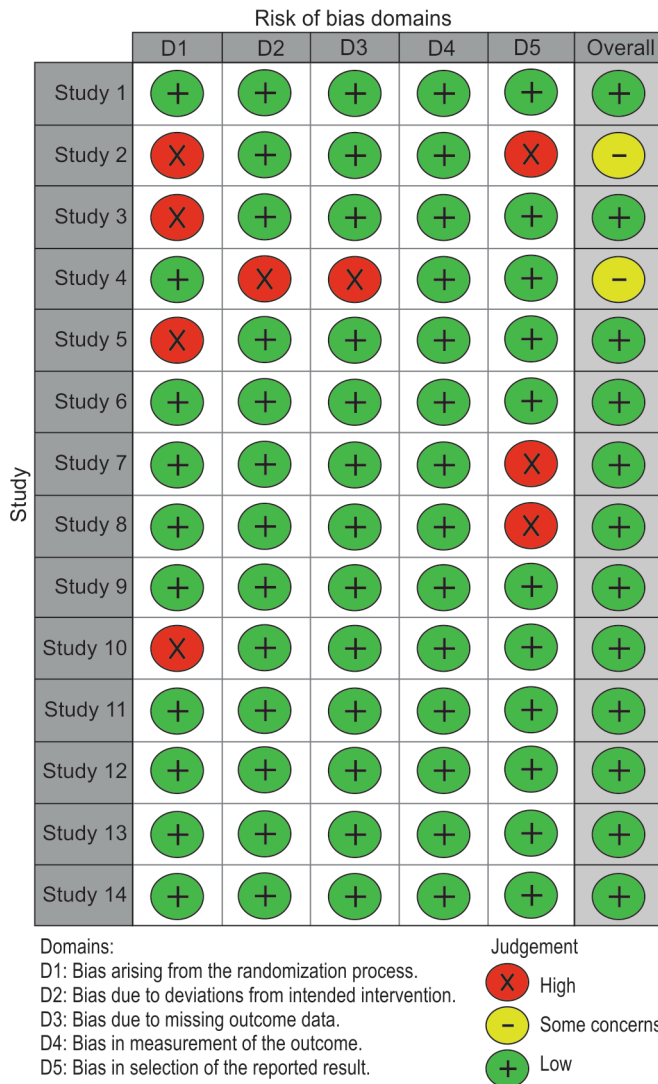 Risk of bias domains
D1 D2 D3 D4 D5 Overall
Study
Study 1 + + + + + +
Study 2 X + + + X -
Study 3 X + + + + +
Study 4 + X X + + -
Study 5 X + + + + +
Study 6 + + + + + +
Study 7 + + + + X +
Study 8 + + + + X +
Study 9 + + + + + +
Study 10 X + + + + +
Study 11 + + + + + +
Study 12 + + + + + +
Study 13 + + + + + +
Study 14 + + + + + +
Domains:
D1: Bias arising from the randomization process.
D2: Bias due to deviations from intended intervention.
D3: Bias due to missing outcome data.
D4: Bias in measurement of the outcome.
D5: Bias in selection of the reported result.
Judgement
X High
- Some concerns
+ Low